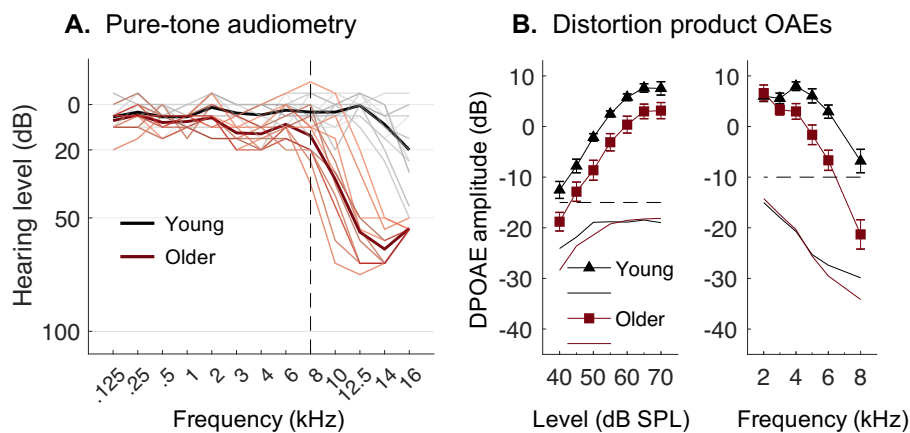 A. Pure-tone audiometry
Hearing level (dB)
0
20
50
100
Young
Older
.125 .25 .5 1 2 3 4 6 8 10 12.5 14 16
Frequency (kHz)
B. Distortion product OAEs
DPOAE amplitude (dB)
10
0
-10
-20
-30
-40
Young
Older
40 50 60 70
Level (dB SPL)
10
0
-10
-20
-30
-40
2 4 6 8
Frequency (kHz)